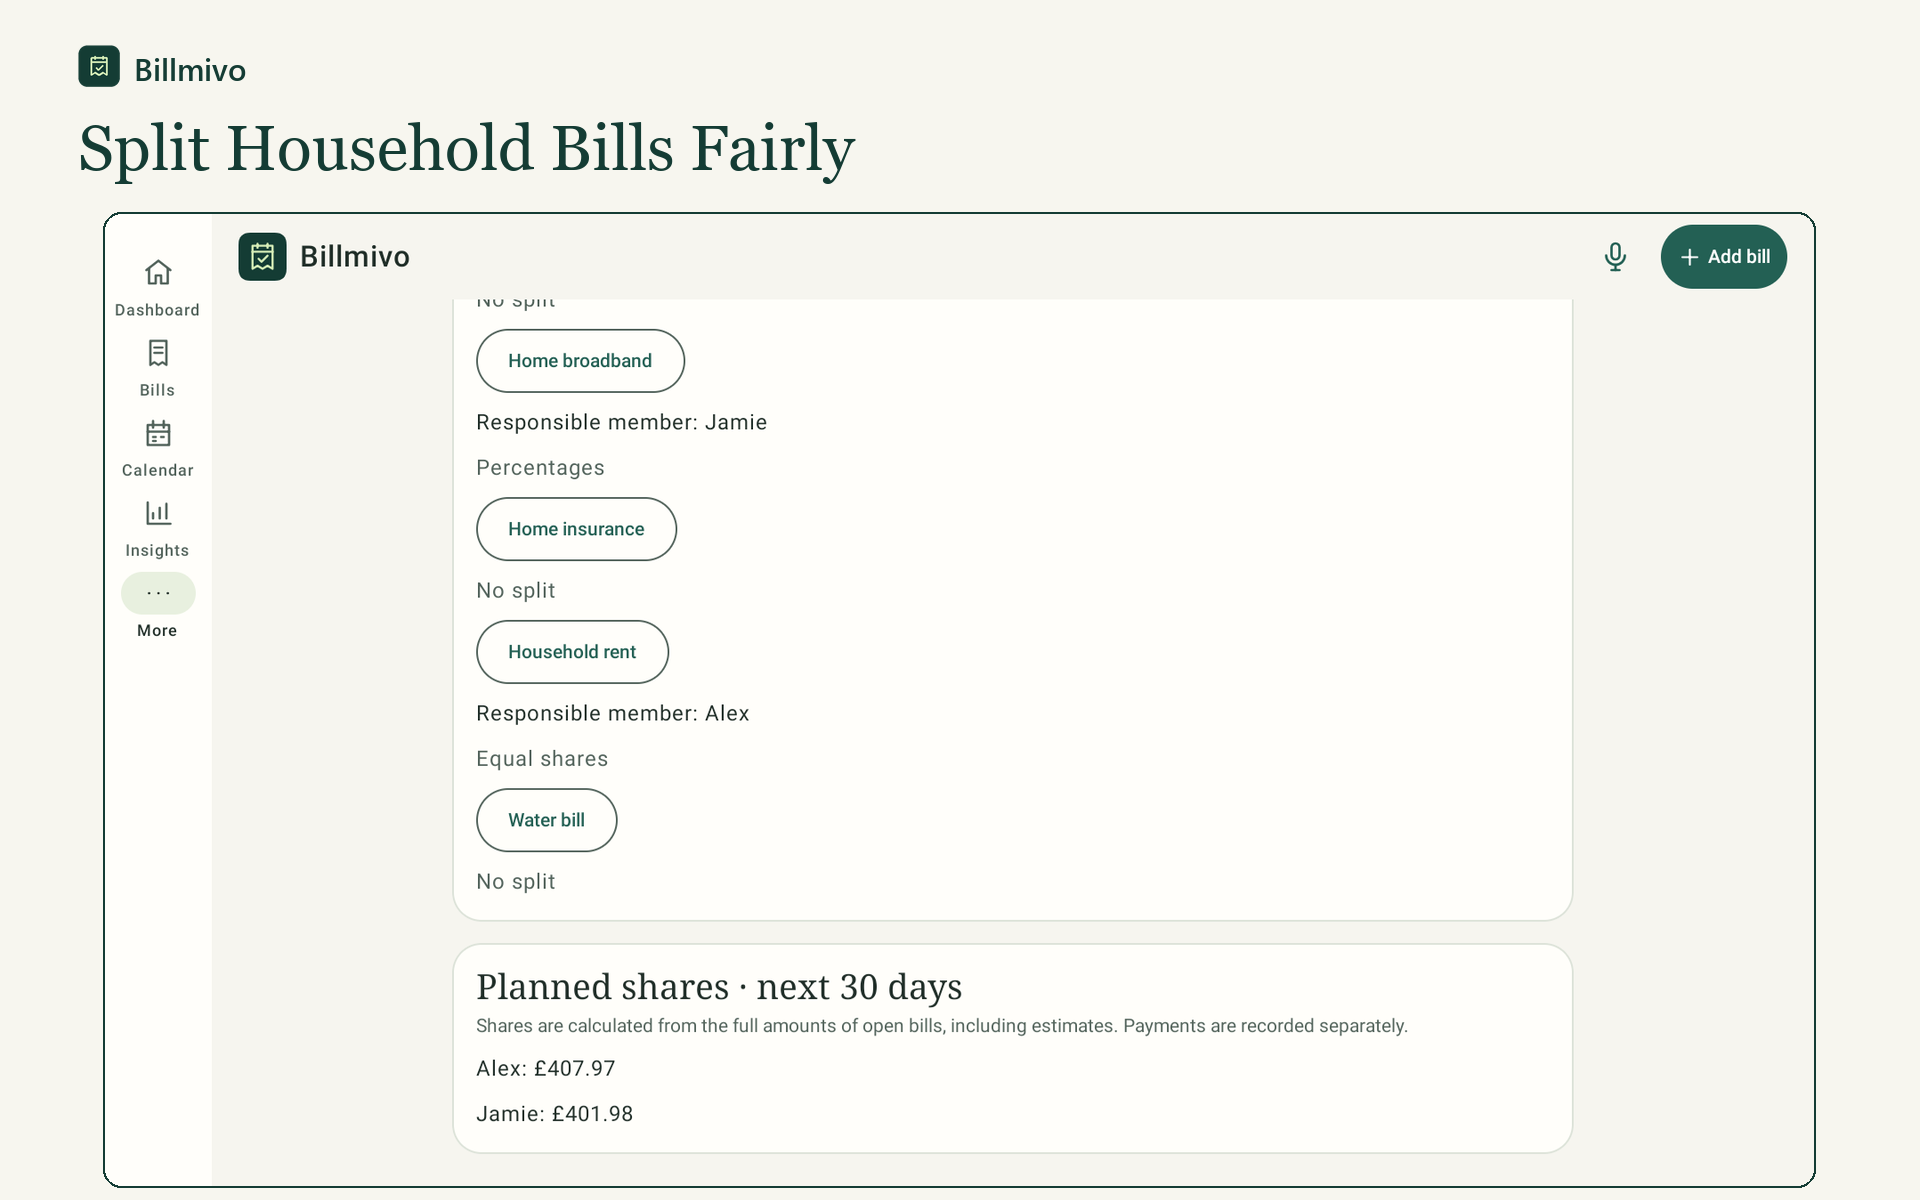 Billmivo
Split Household Bills Fairly
Billmivo
Add bill
Dashboard
Bills
Calendar
Insights
More
No split
Home broadband
Responsible member: Jamie
Percentages
Home insurance
No split
Household rent
Responsible member: Alex
Equal shares
Water bill
No split
Planned shares · next 30 days
Shares are calculated from the full amounts of open bills, including estimates. Payments are recorded separately.
Alex: £407.97
Jamie: £401.98